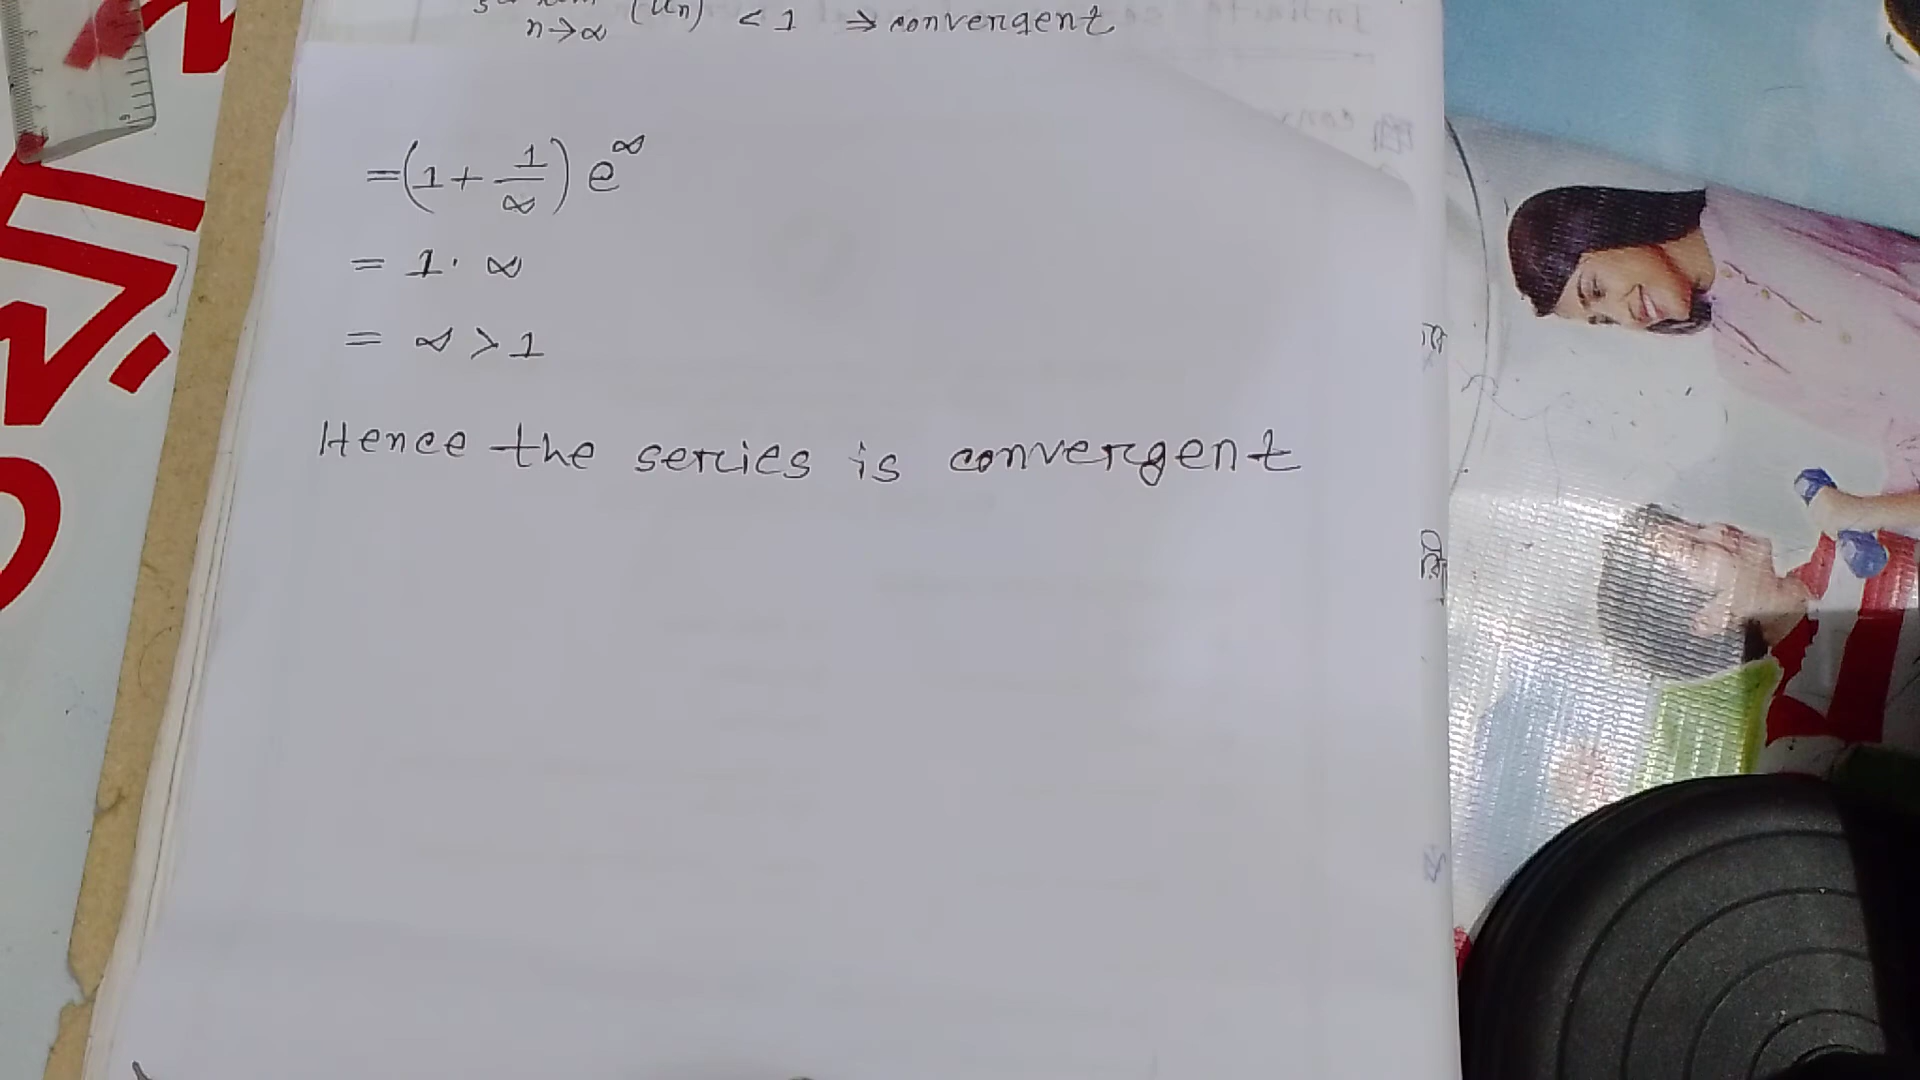 n→∞ (Un) < 1 ⇒ convergent
=(1+ 1/∞) e^∞
= 1. ∞
= ∞ > 1
Hence the series is convergent